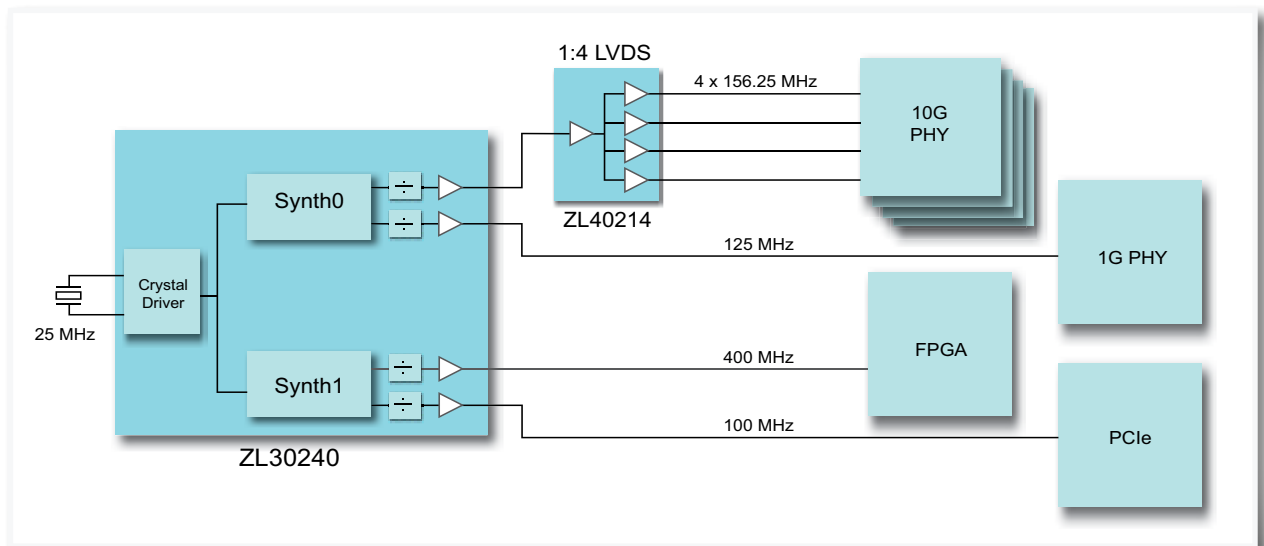 1:4 LVDS
4 x 156.25 MHz
10G
PHY
ZL40214
Synth0
÷
÷
125 MHz
1G PHY
Crystal
Driver
25 MHz
FPGA
400 MHz
Synth1
÷
÷
100 MHz
PCIe
ZL30240